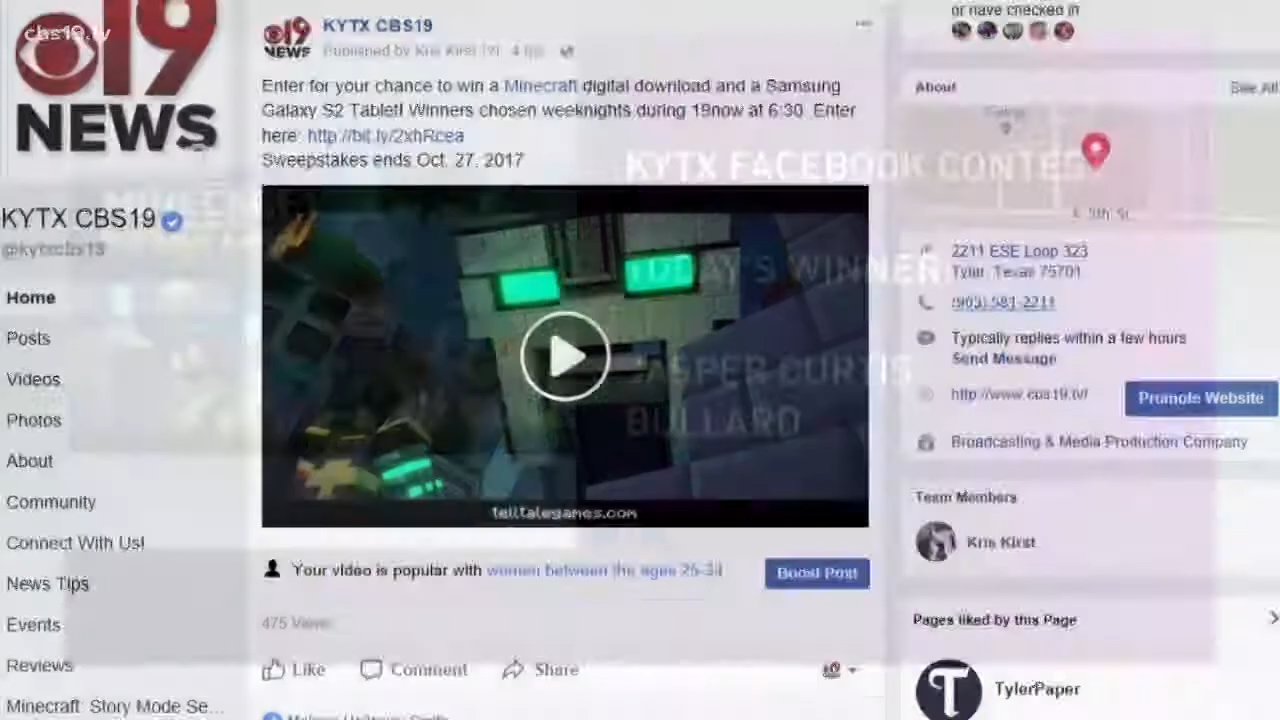 cbs19.tv
19
NEWS
KYTX CBS19
Home
Posts
Videos
Photos
About
Community
Connect With Us!
News Tips
Events
Reviews
Minecraft Story Mode Se...
19
NEWS
KYTX CBS19
Published by Kris Kirst
Enter for your chance to win a Minecraft digital download and a Samsung
Galaxy S2 Tablet! Winners chosen weeknights during 19now at 6:30. Enter
here: http://bit.ly/2xhRcea
Sweepstakes ends Oct. 27, 2017
KYTX FACEBOOK CONTEST
TODAY'S WINNER:
JASPER CURTIS
BULLARD
telltalegames.com
Your video is popular with women between the ages 25-34
Boost Post
475 Views
Like
Comment
Share
or have checked in
About
See All
2211 ESE Loop 323
Tyler, Texas 75701
(903) 581-2211
Typically replies within a few hours
Send Message
http://www.cbs19.tv/
Promote Website
Broadcasting & Media Production Company
Team Members
Kris Kirst
Pages liked by this Page
T
TylerPaper